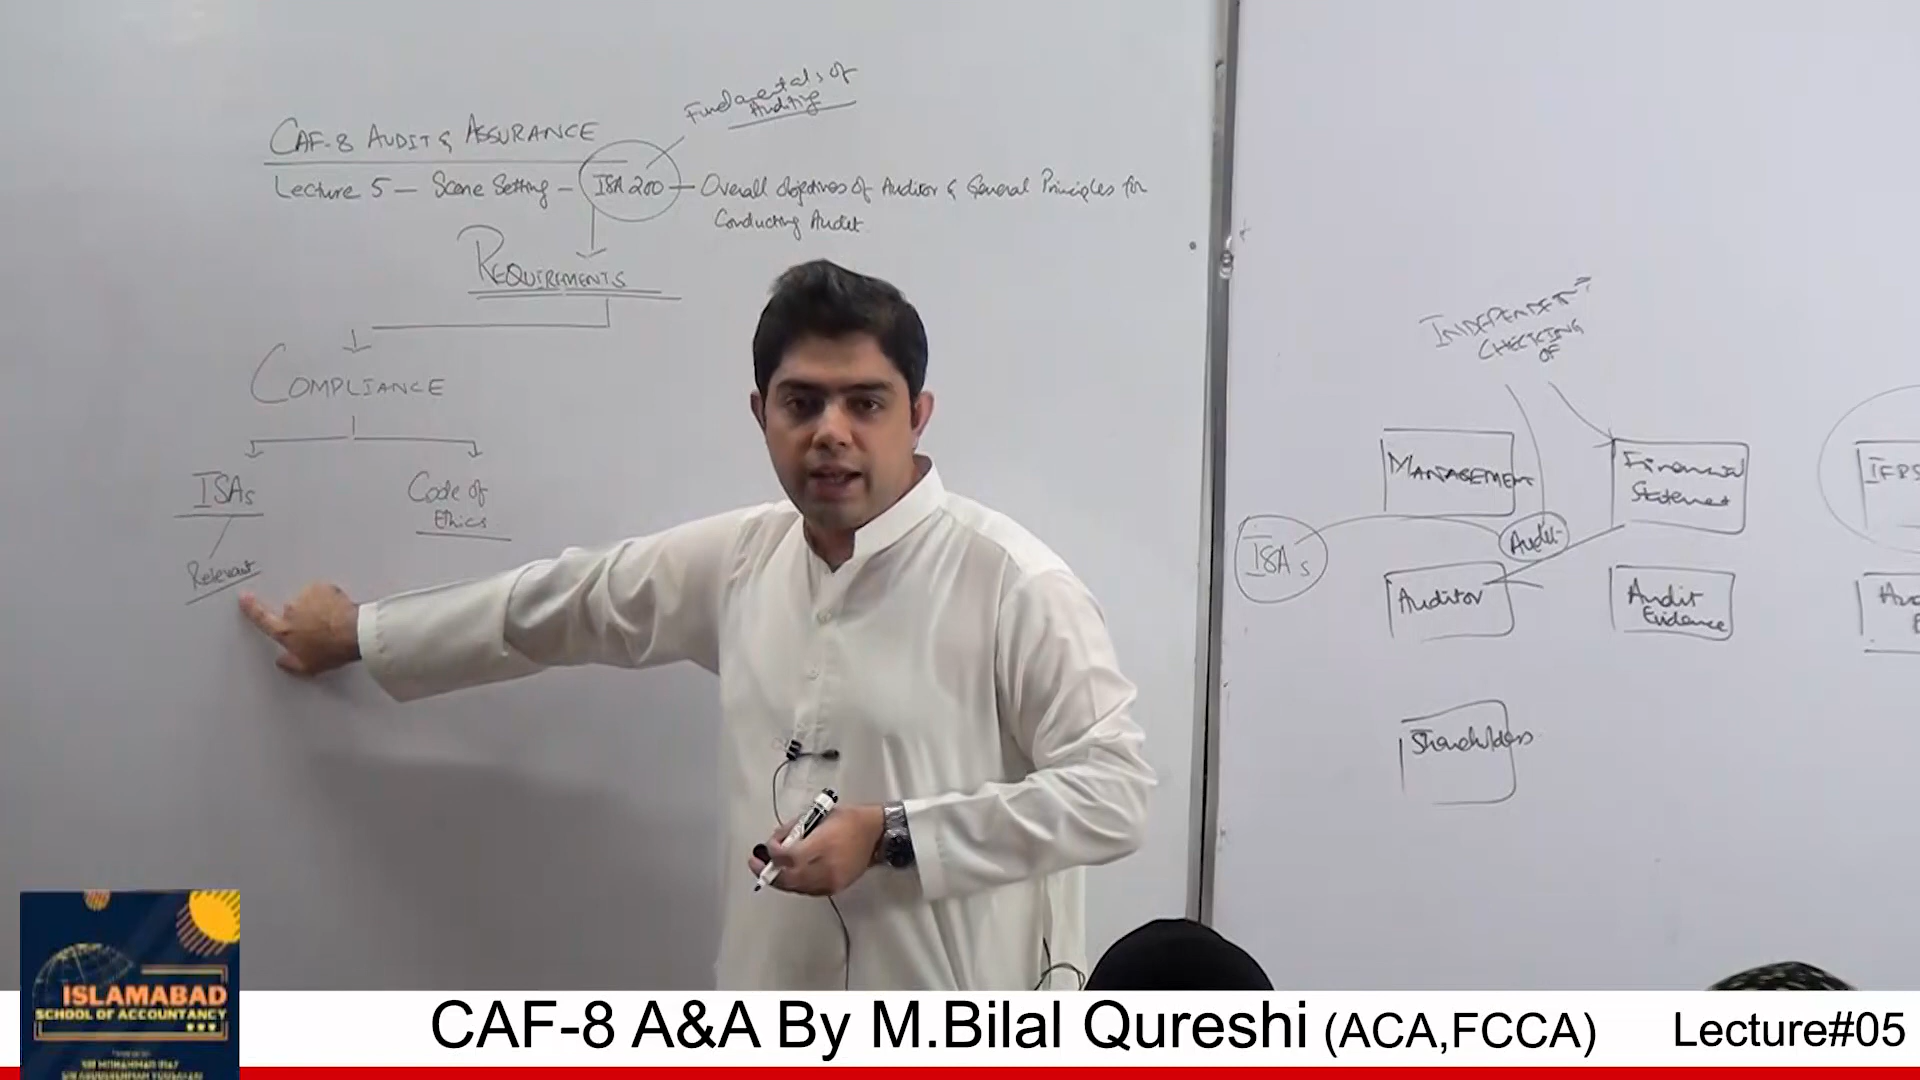 Fundamentals of
Auditing
CAF-8 AUDIT & ASSURANCE
Lecture 5 — Scene Setting – ISA 200 — Overall objectives of Auditor & General Principles for
Conducting Audit
REQUIREMENTS
COMPLIANCE
ISAs
Code of
Ethics
Relevant
INDEPENDENT
CHECKING
OF
MANAGEMENT
Financial
Statement
IFRS
ISAs
Audit
Auditor
Audit
Evidence
Shareholders
ISLAMABAD
SCHOOL OF ACCOUNTANCY
CAF-8 A&A By M.Bilal Qureshi (ACA,FCCA)
Lecture#05